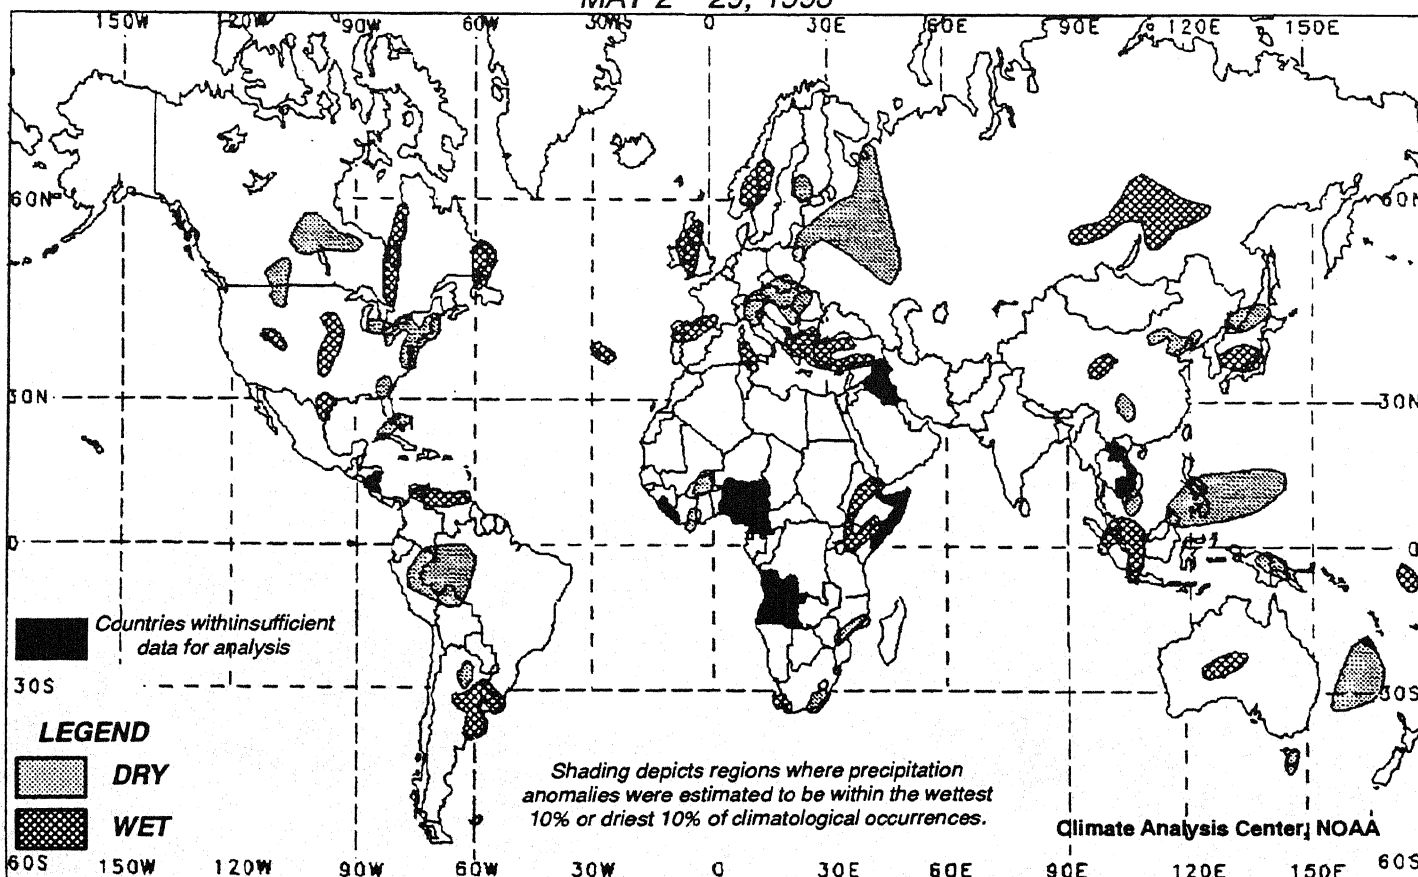 150W 120W 90W 60W 30W 0 30E 60E 90E 120E 150E
60N 60N
30N 30N
0 0
Countries withinsufficient
data for analysis
30S 30S
LEGEND
DRY
WET
Shading depicts regions where precipitation
anomalies were estimated to be within the wettest
10% or driest 10% of climatological occurrences.
Climate Analysis Center, NOAA
60S 60S
150W 120W 90W 60W 30W 0 30E 60E 90E 120E 150E